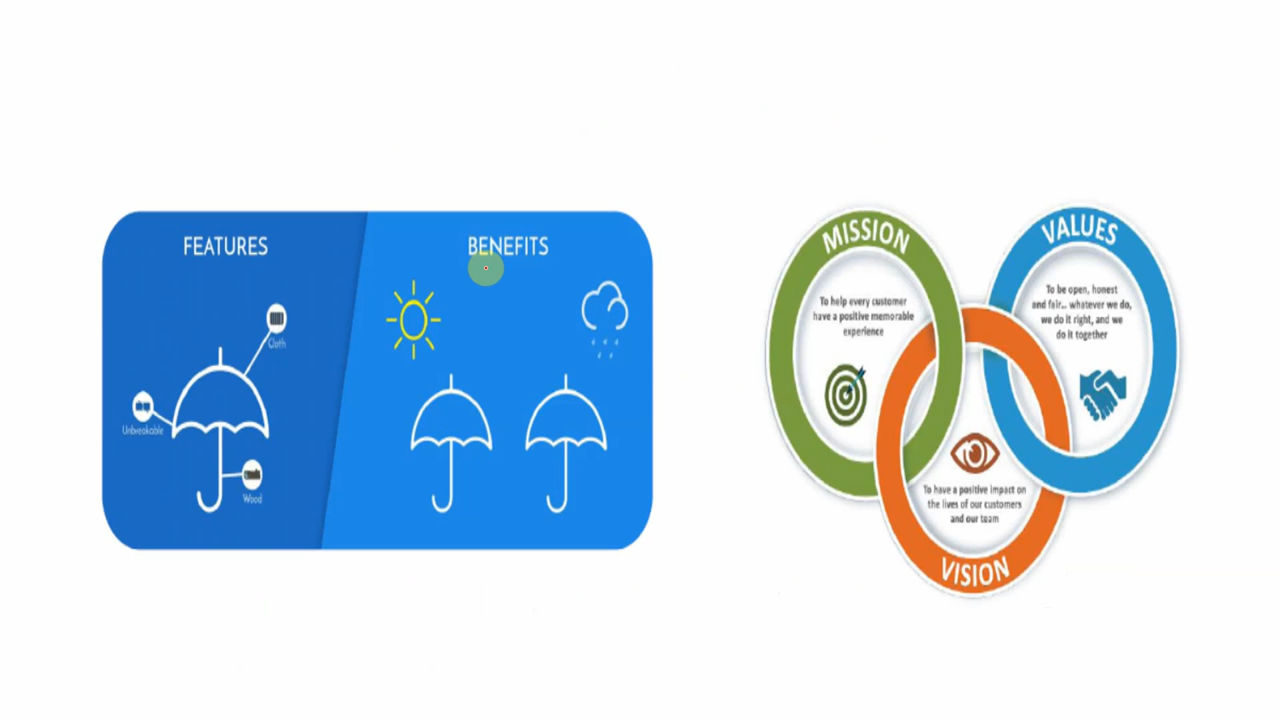 FEATURES
BENEFITS
Cloth
Unbreakable
Wood
MISSION
To help every customer
have a positive memorable
experience
VALUES
To be open, honest
and fair... whatever we do,
we do it right, and we
do it together
To have a positive impact on
the lives of our customers
and our team
VISION